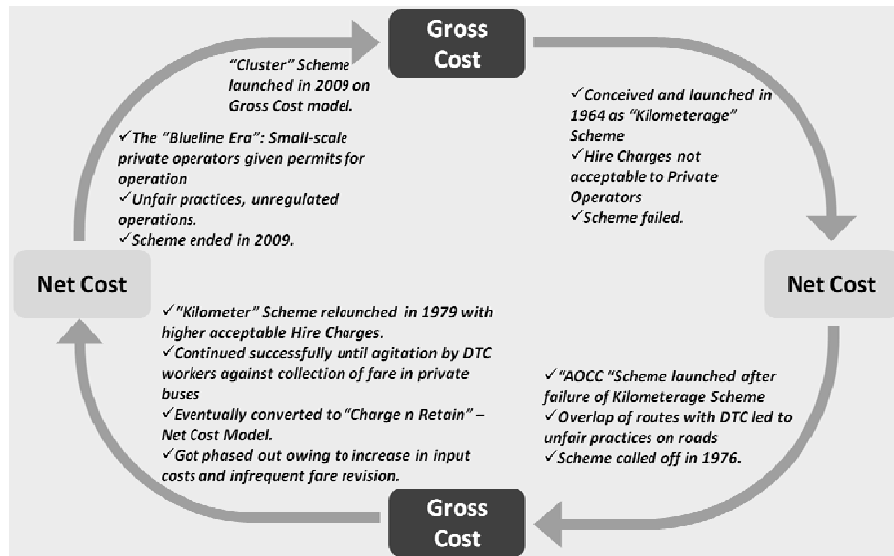 Gross
Cost
"Cluster" Scheme
launched in 2009 on
Gross Cost model.
✓Conceived and launched in
1964 as "Kilometerage"
Scheme
✓Hire Charges not
acceptable to Private
Operators
✓Scheme failed.
✓The "Blueline Era": Small-scale
private operators given permits for
operation
✓Unfair practices, unregulated
operations.
✓Scheme ended in 2009.
Net Cost
Net Cost
✓"Kilometer" Scheme relaunched in 1979 with
higher acceptable Hire Charges.
✓Continued successfully until agitation by DTC
workers against collection of fare in private
buses
✓Eventually converted to "Charge n Retain" –
Net Cost Model.
✓Got phased out owing to increase in input
costs and infrequent fare revision.
✓"AOCC "Scheme launched after
failure of Kilometerage Scheme
✓Overlap of routes with DTC led to
unfair practices on roads
✓Scheme called off in 1976.
Gross
Cost